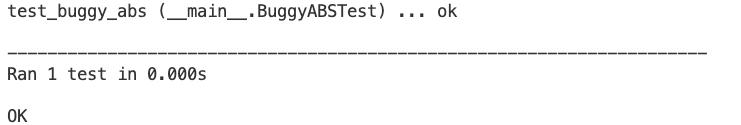 test_buggy_abs (__main__.BuggyABSTest) ... ok
----------------------------------------------------------------------
Ran 1 test in 0.000s
OK